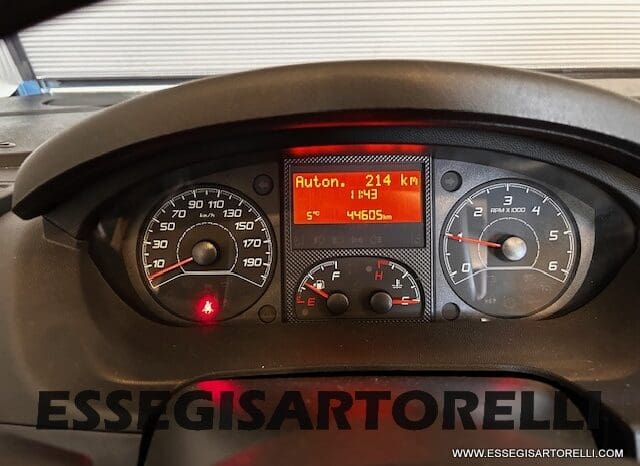 Auton. 214 km
11:43
5°C 44605km
10 30 50 70 90 110 130 150 170 190
km/h
0 1 2 3 4 5 6
RPM X 1000
E F
H C
ESSEGISARTORELLI
WWW.ESSEGISARTORELLI.COM